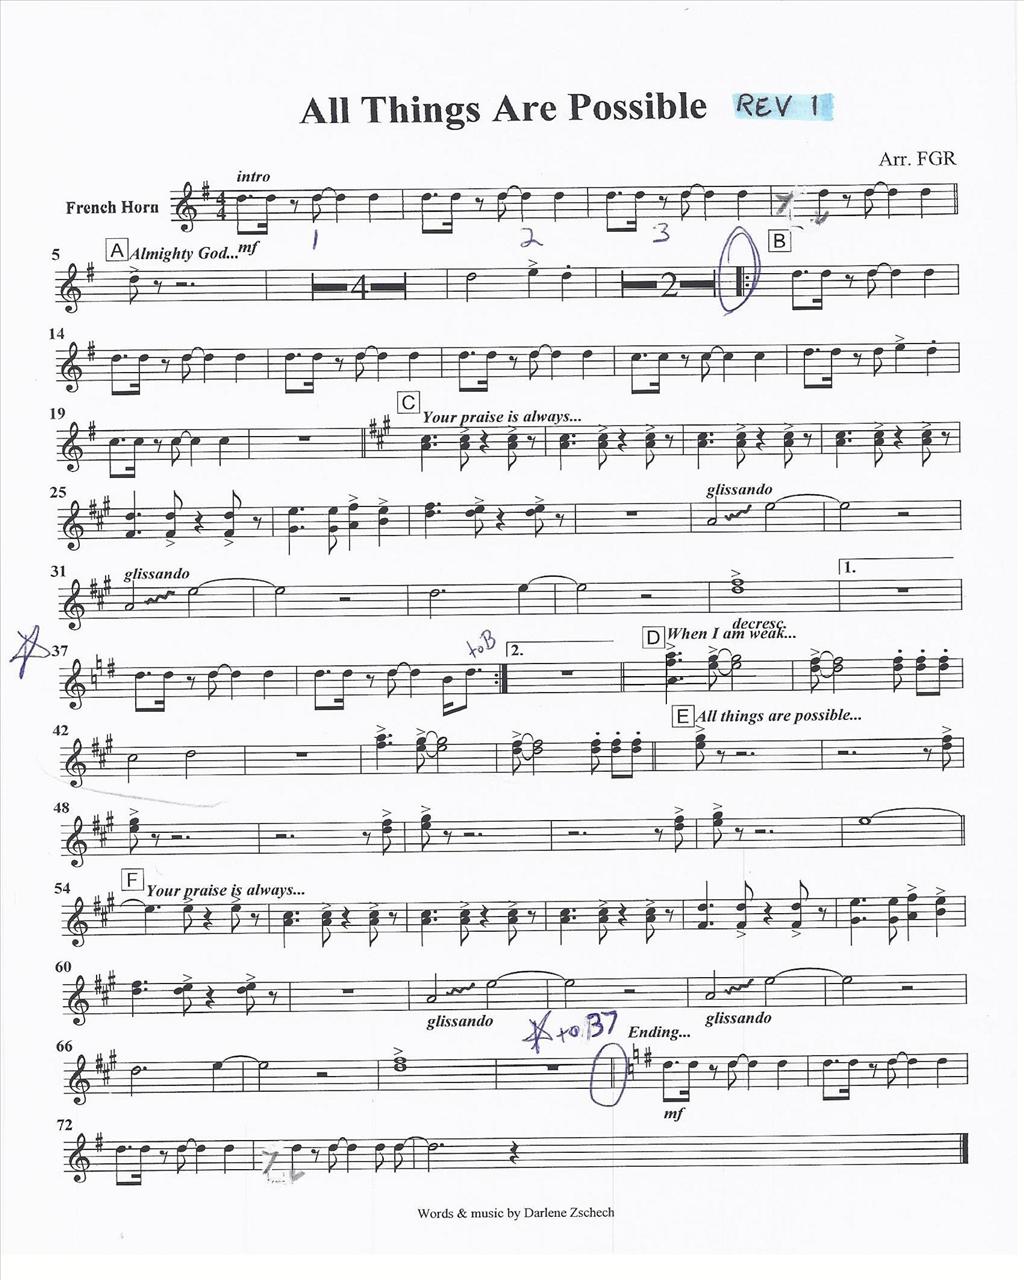 All Things Are Possible REV 1
Arr. FGR
intro
French Horn
1 2 3
5 A Almighty God... mf B
4 2
14
19 C Your praise is always...
25 glissando
31 glissando 1.
decresc.
37 to B 2. D When I am weak...
42 E All things are possible...
48
54 F Your praise is always...
60
glissando glissando
to 37
66 Ending...
mf
72
Words & music by Darlene Zschech